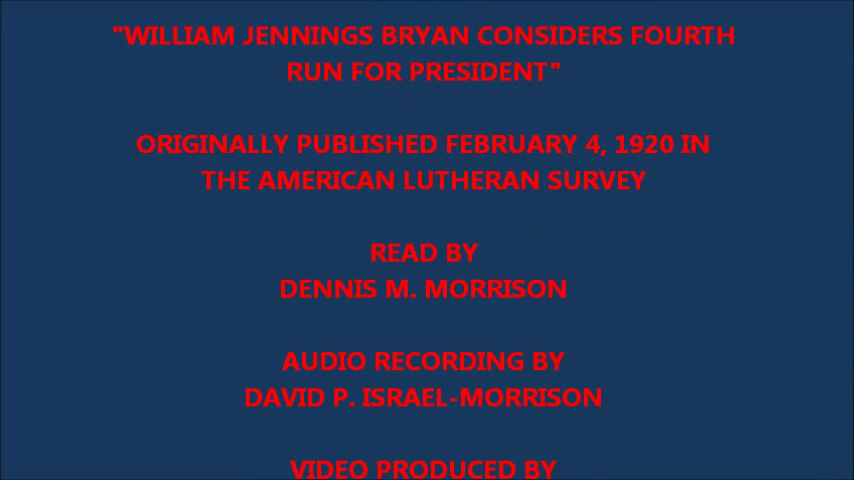 "WILLIAM JENNINGS BRYAN CONSIDERS FOURTH
RUN FOR PRESIDENT"
ORIGINALLY PUBLISHED FEBRUARY 4, 1920 IN
THE AMERICAN LUTHERAN SURVEY
READ BY
DENNIS M. MORRISON
AUDIO RECORDING BY
DAVID P. ISRAEL-MORRISON
VIDEO PRODUCED BY